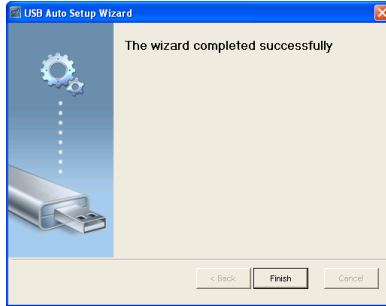 USB Auto Setup Wizard
The wizard completed successfully
< Back Finish Cancel